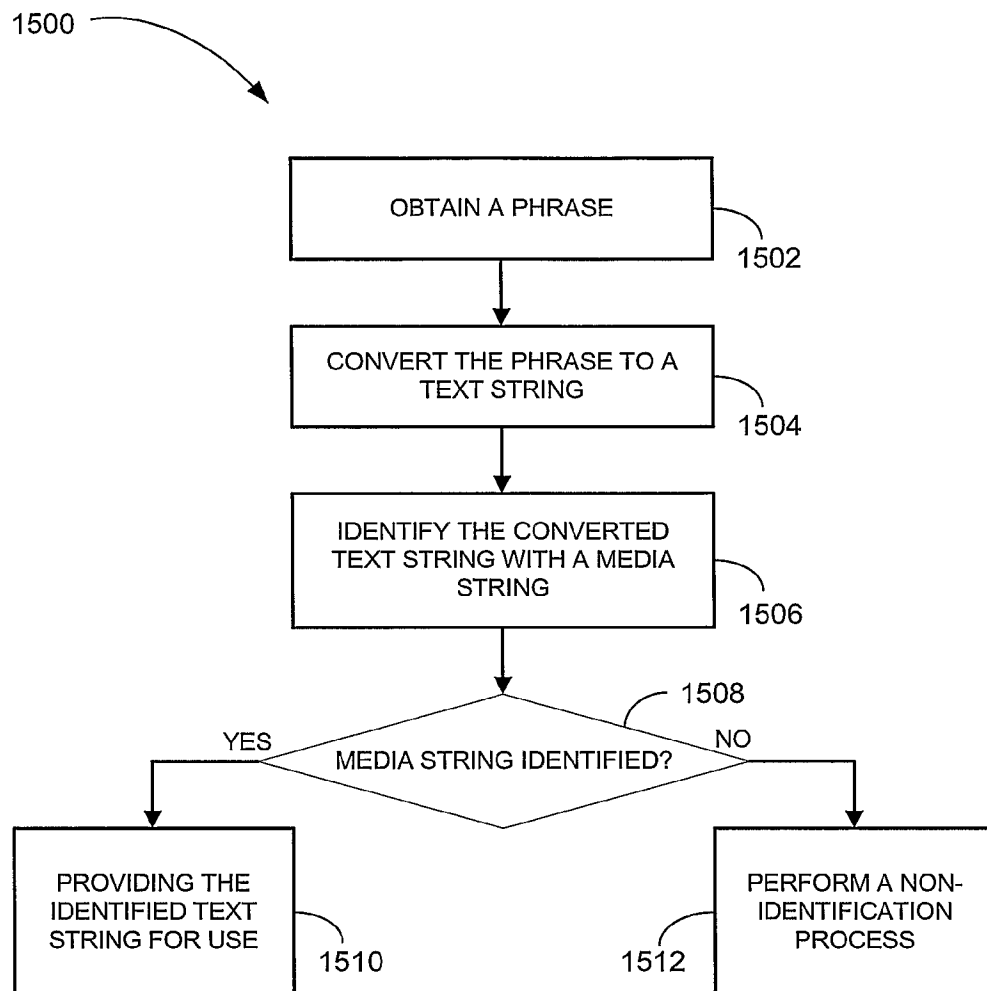 1500
OBTAIN A PHRASE
1502
CONVERT THE PHRASE TO A
TEXT STRING
1504
IDENTIFY THE CONVERTED
TEXT STRING WITH A MEDIA
STRING
1506
1508
YES
MEDIA STRING IDENTIFIED?
NO
PROVIDING THE
IDENTIFIED TEXT
STRING FOR USE
1510
PERFORM A NON-
IDENTIFICATION
PROCESS
1512